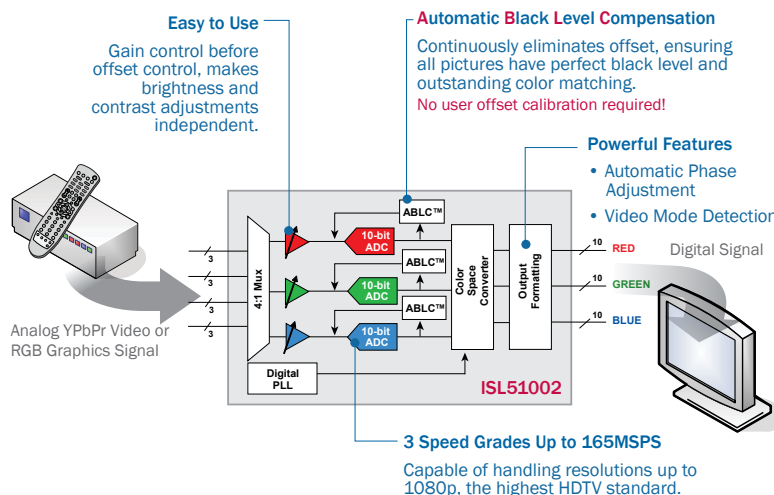 Easy to Use
Gain control before
offset control, makes
brightness and
contrast adjustments
independent.
Automatic Black Level Compensation
Continuously eliminates offset, ensuring
all pictures have perfect black level and
outstanding color matching.
No user offset calibration required!
Powerful Features
• Automatic Phase
Adjustment
• Video Mode Detection
Analog YPbPr Video or
RGB Graphics Signal
3
3
3
3
4:1 Mux
ABLC™
10-bit
ADC
ABLC™
10-bit
ADC
ABLC™
10-bit
ADC
Digital
PLL
Color
Space
Converter
Output
Formatting
ISL51002
10
RED
10
GREEN
10
BLUE
Digital Signal
3 Speed Grades Up to 165MSPS
Capable of handling resolutions up to
1080p, the highest HDTV standard.